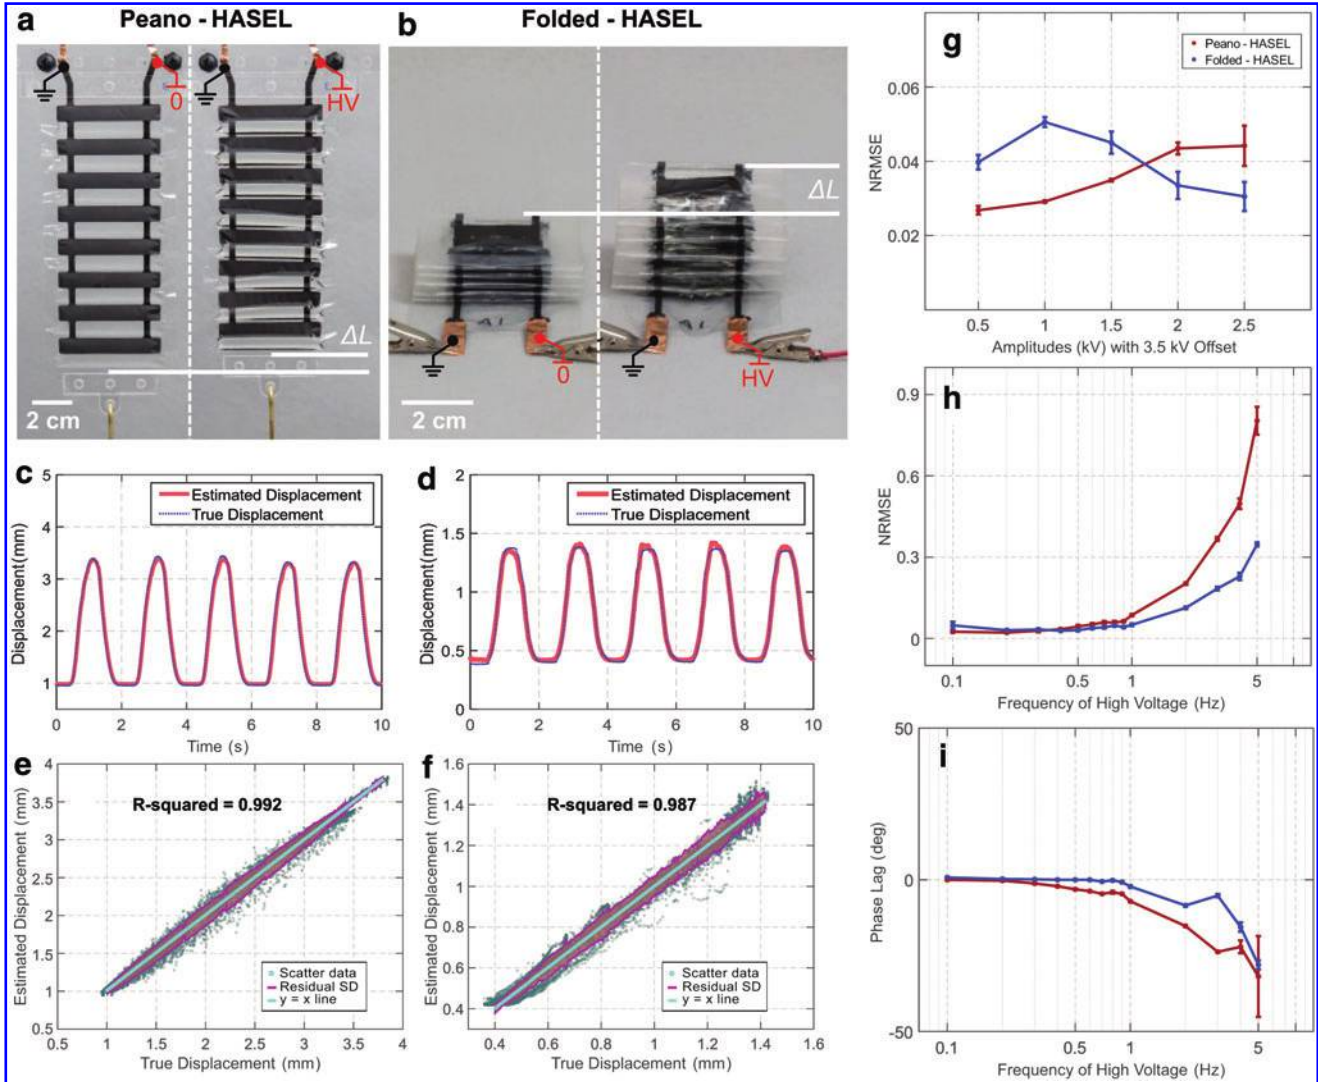 a
Peano - HASEL
0
HV
ΔL
2 cm
b
Folded - HASEL
ΔL
0
HV
2 cm
c
Displacement(mm)
5
4
3
2
1
Estimated Displacement
True Displacement
0 2 4 6 8 10
Time (s)
d
Displacement(mm)
2
1.5
1
0.5
0
Estimated Displacement
True Displacement
0 2 4 6 8 10
Time (s)
e
Estimated Displacement (mm)
4
3.5
3
2.5
2
1.5
1
0.5
R-squared = 0.992
Scatter data
Residual SD
y = x line
0.5 1 1.5 2 2.5 3 3.5 4
True Displacement (mm)
f
Estimated Displacement (mm)
1.6
1.4
1.2
1
0.8
0.6
0.4
R-squared = 0.987
Scatter data
Residual SD
y = x line
0.4 0.6 0.8 1 1.2 1.4 1.6
True Displacement (mm)
g
Peano - HASEL
Folded - HASEL
NRMSE
0.06
0.04
0.02
0.5 1 1.5 2 2.5
Amplitudes (kV) with 3.5 kV Offset
h
NRMSE
0.9
0.6
0.3
0
0.1 0.5 1 5
Frequency of High Voltage (Hz)
i
Phase Lag (deg)
50
0
-50
0.1 0.5 1 5
Frequency of High Voltage (Hz)